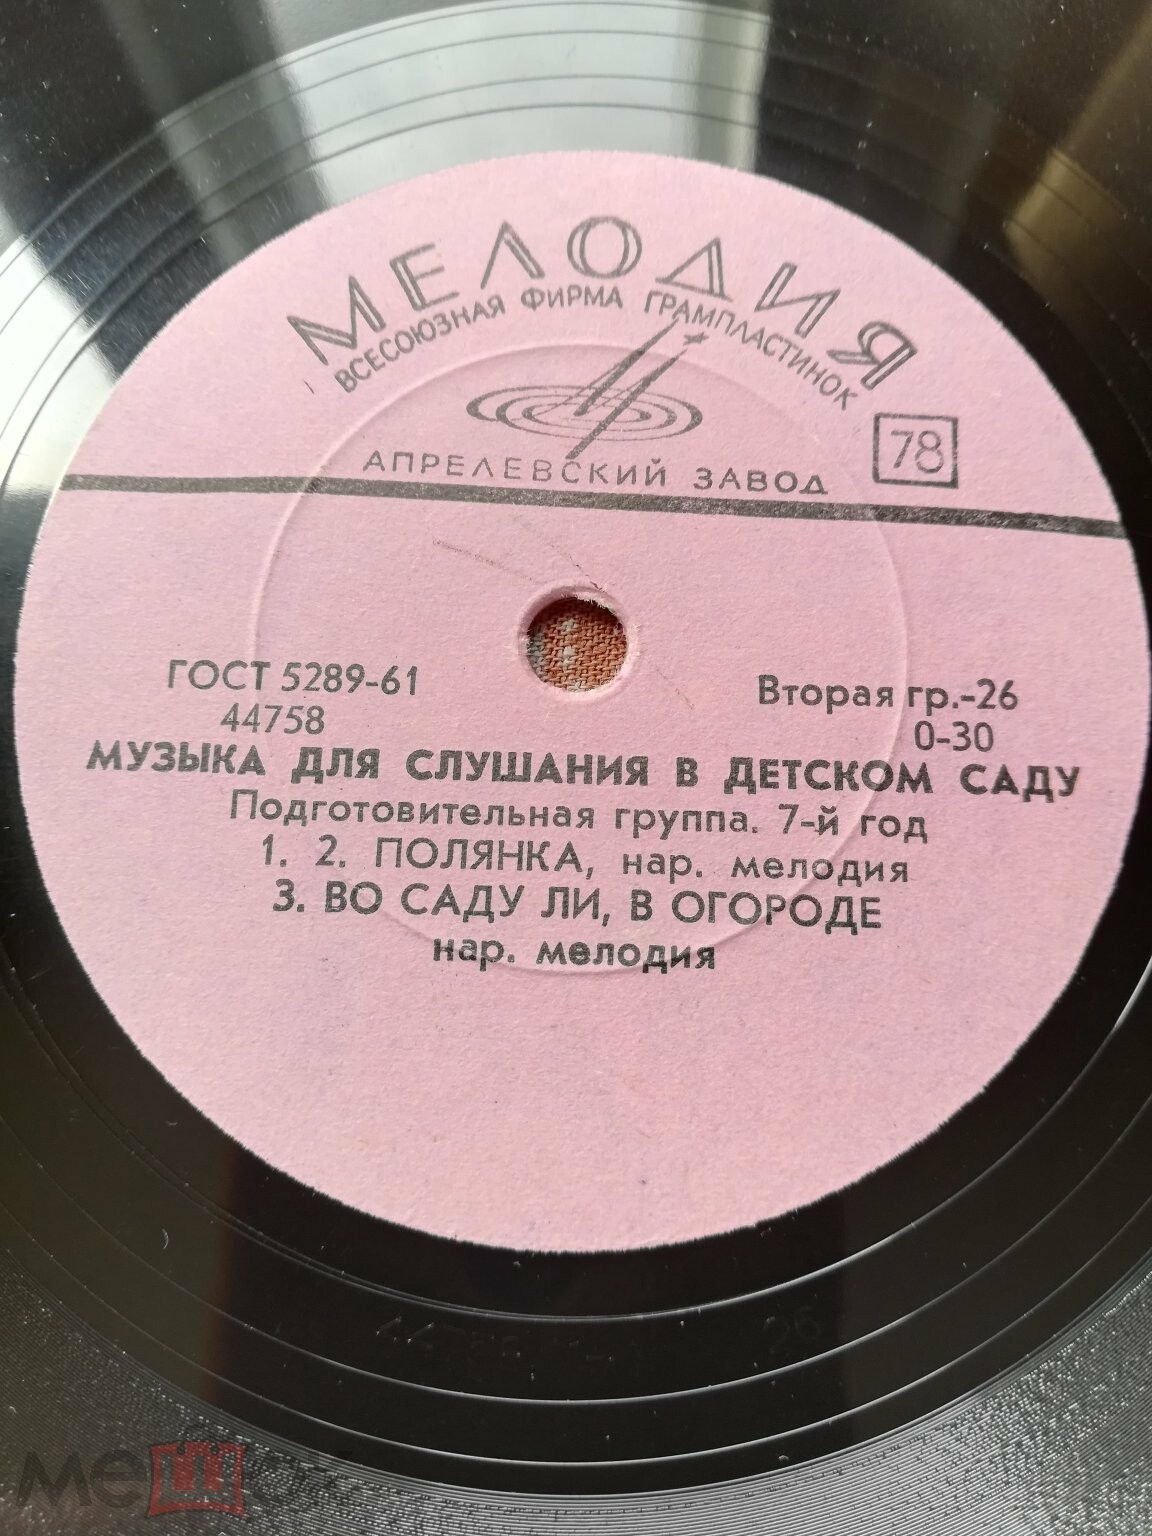 МЕЛОДИЯ
ВСЕСОЮЗНАЯ ФИРМА ГРАМПЛАСТИНОК
АПРЕЛЕВСКИЙ ЗАВОД
78
ГОСТ 5289-61
44758
Вторая гр.-26
0-30
МУЗЫКА ДЛЯ СЛУШАНИЯ В ДЕТСКОМ САДУ
Подготовительная группа. 7-й год
1. 2. ПОЛЯНКА, нар. мелодия
3. ВО САДУ ЛИ, В ОГОРОДЕ
нар. мелодия
мешок